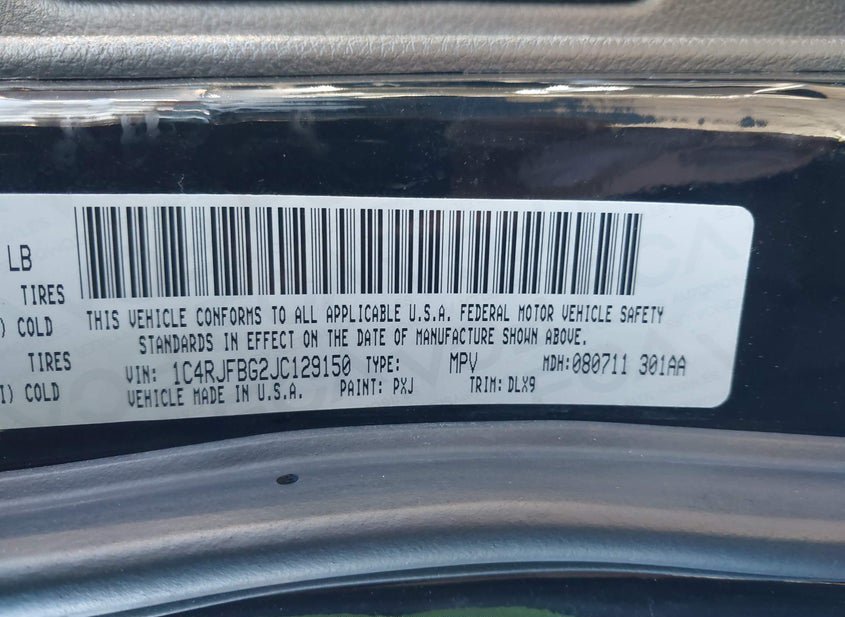 LB
TIRES
) COLD
TIRES
I) COLD
THIS VEHICLE CONFORMS TO ALL APPLICABLE U.S.A. FEDERAL MOTOR VEHICLE SAFETY
STANDARDS IN EFFECT ON THE DATE OF MANUFACTURE SHOWN ABOVE.
VIN: 1C4RJFBG2JC129150 TYPE: MPV MDH:080711 301AA
VEHICLE MADE IN U.S.A. PAINT: PXJ TRIM: DLX9